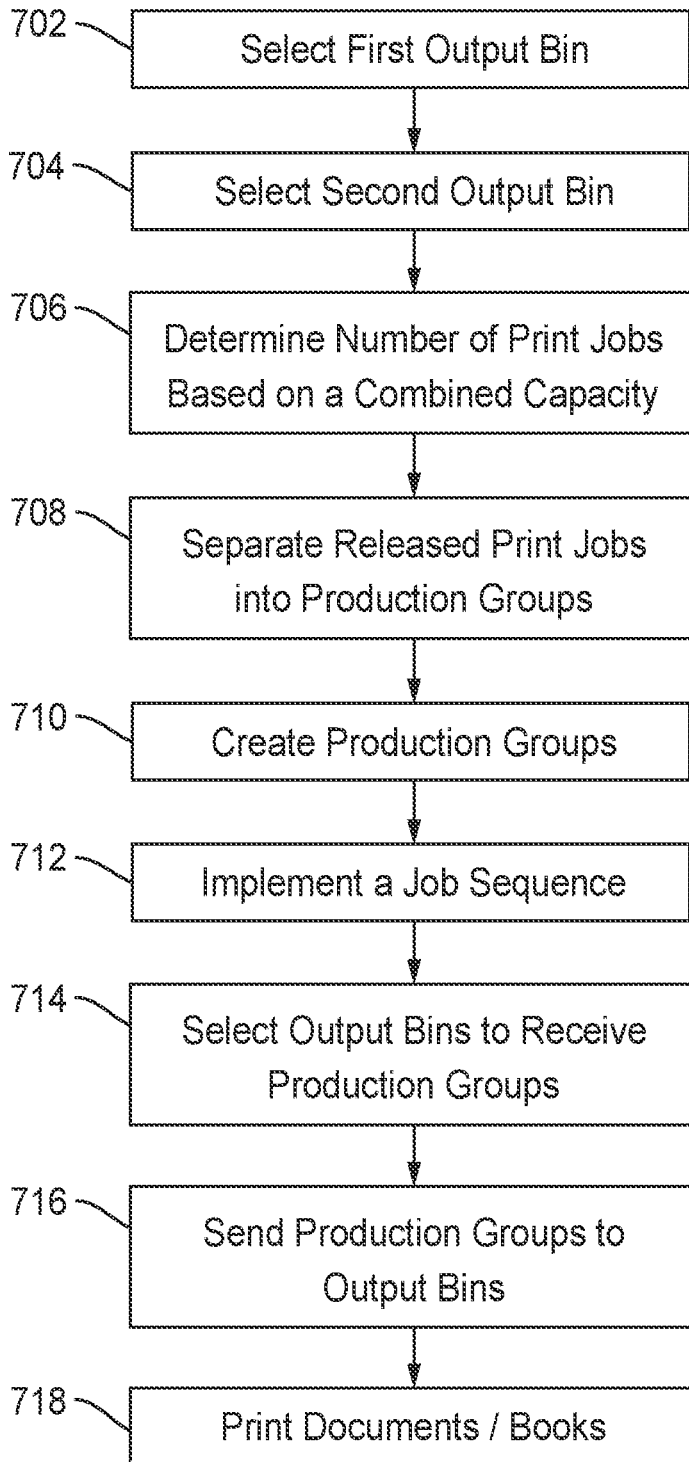 702
Select First Output Bin
704
Select Second Output Bin
706
Determine Number of Print Jobs
Based on a Combined Capacity
708
Separate Released Print Jobs
into Production Groups
710
Create Production Groups
712
Implement a Job Sequence
714
Select Output Bins to Receive
Production Groups
716
Send Production Groups to
Output Bins
718
Print Documents / Books